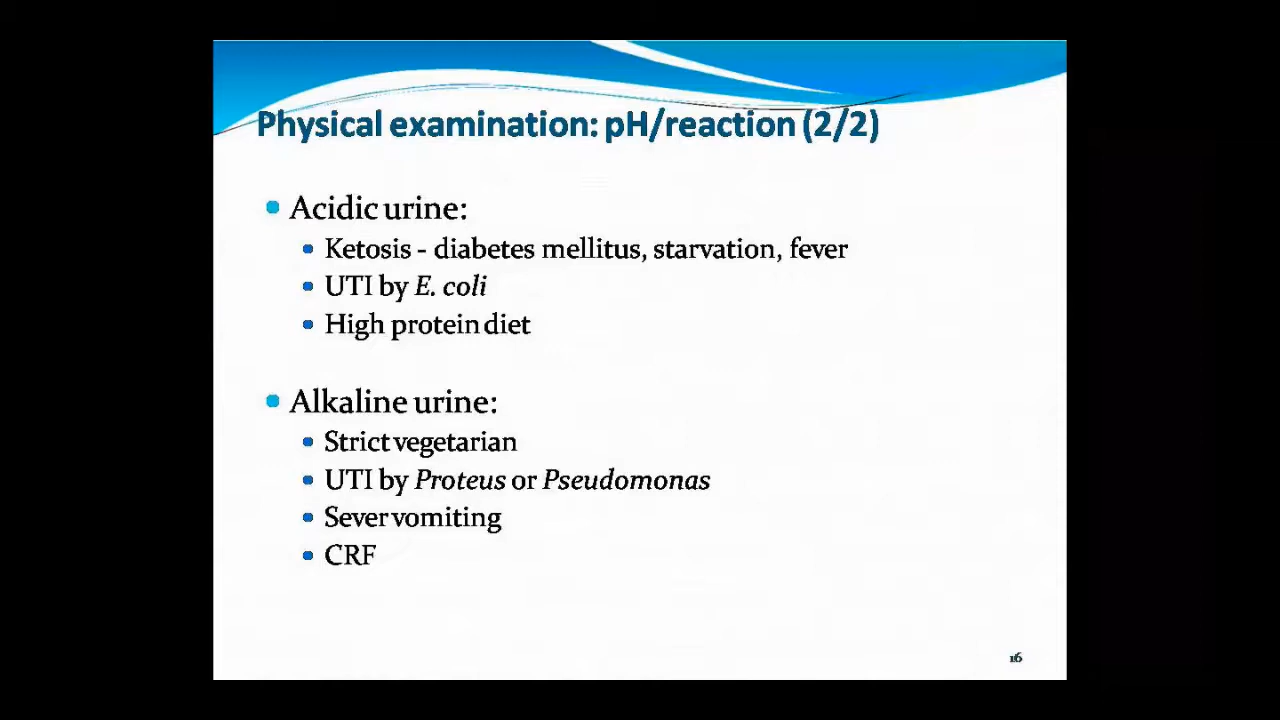 Physical examination: pH/reaction (2/2)
Acidic urine:
Ketosis - diabetes mellitus, starvation, fever
UTI by E. coli
High protein diet
Alkaline urine:
Strict vegetarian
UTI by Proteus or Pseudomonas
Sever vomiting
CRF
16